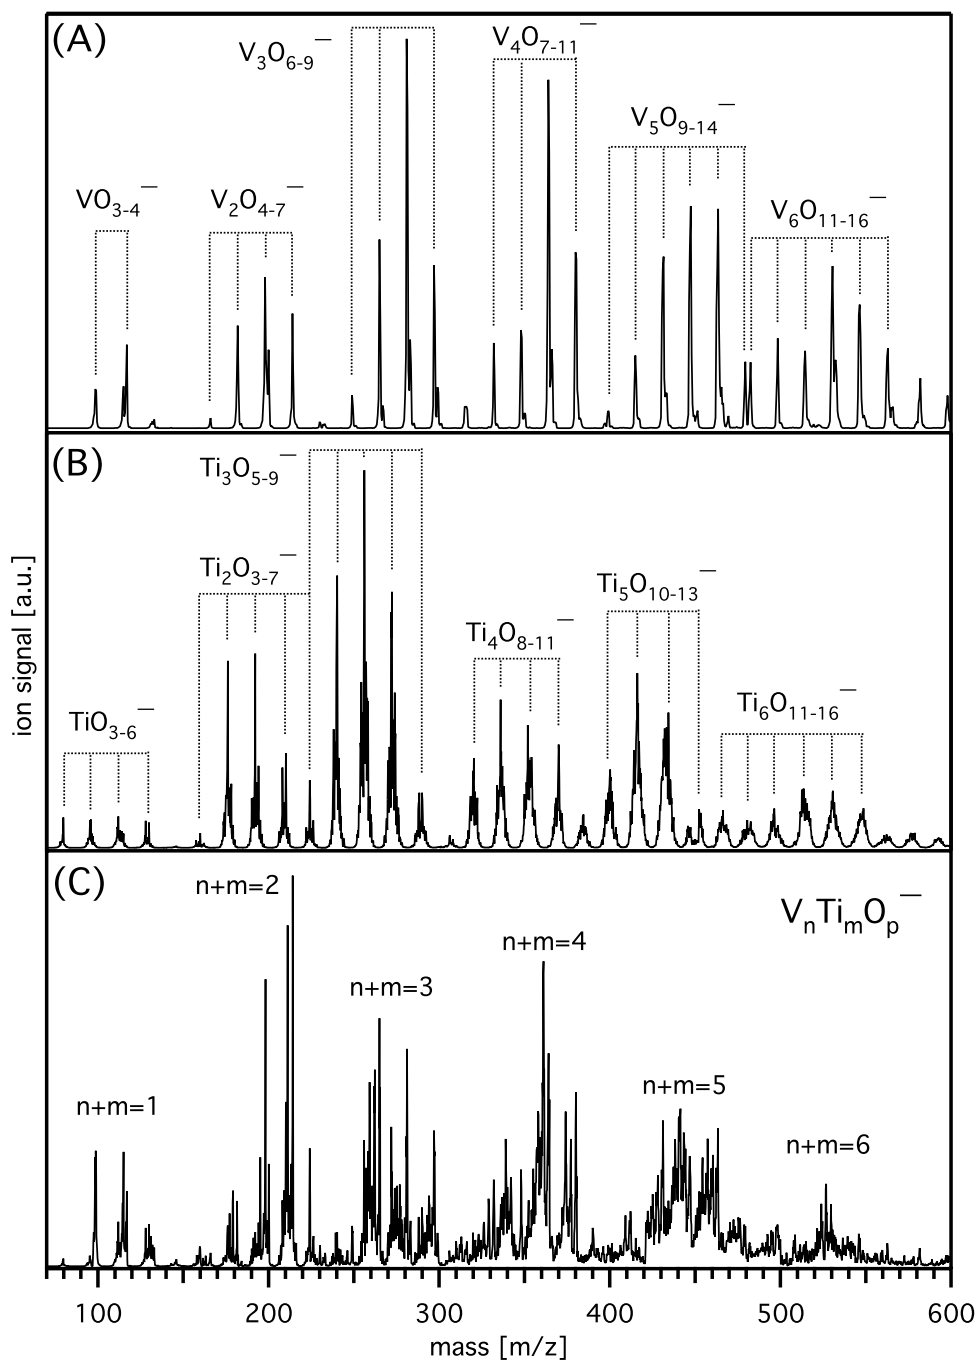 (A)
V₃O₆₋₉⁻
V₄O₇₋₁₁⁻
V₅O₉₋₁₄⁻
VO₃₋₄⁻
V₂O₄₋₇⁻
V₆O₁₁₋₁₆⁻
(B)
Ti₃O₅₋₉⁻
Ti₂O₃₋₇⁻
Ti₅O₁₀₋₁₃⁻
Ti₄O₈₋₁₁⁻
TiO₃₋₆⁻
Ti₆O₁₁₋₁₆⁻
ion signal [a.u.]
(C)
n+m=2
VₙTiₘOₚ⁻
n+m=4
n+m=3
n+m=5
n+m=1
n+m=6
100 200 300 400 500 600
mass [m/z]